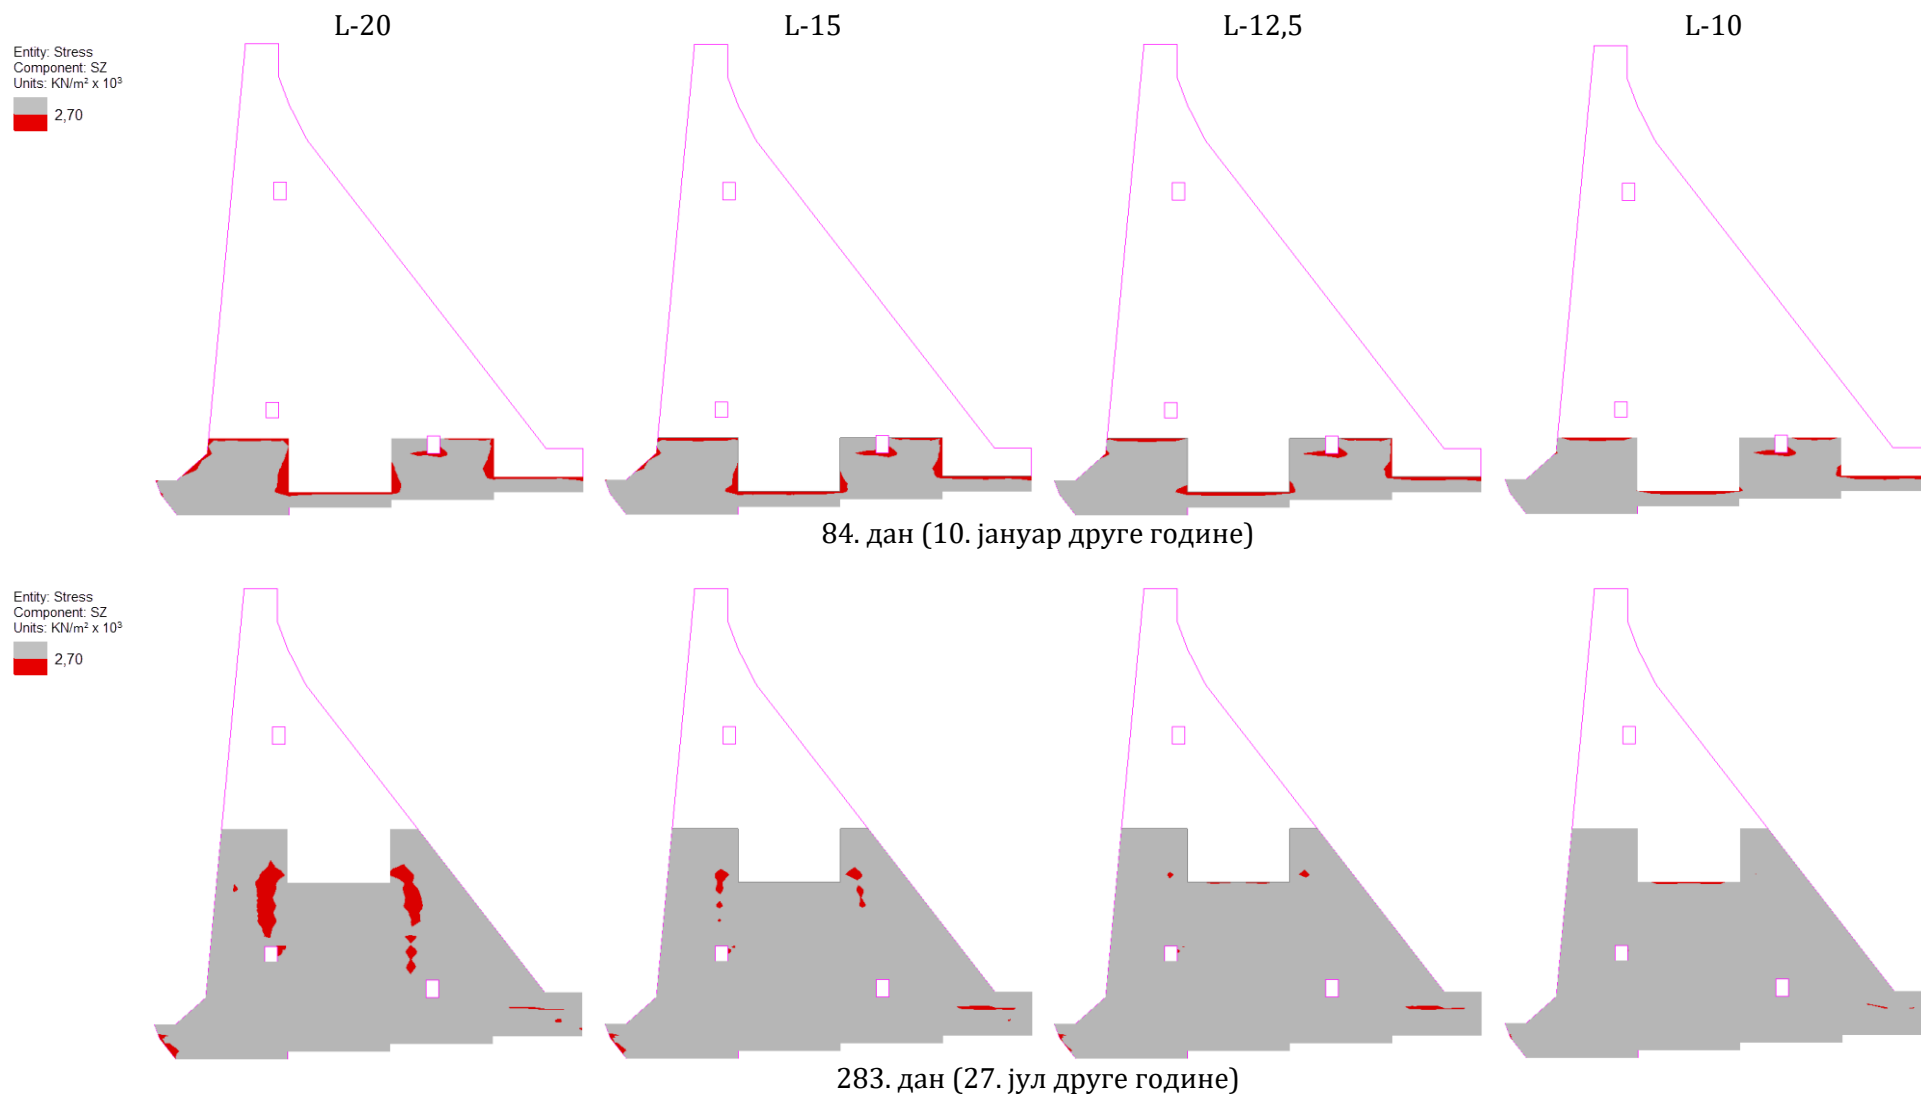 L-20 L-15 L-12,5 L-10
Entity: Stress
Component: SZ
Units: KN/m² x 10³
2,70
84. дан (10. јануар друге године)
Entity: Stress
Component: SZ
Units: KN/m² x 10³
2,70
283. дан (27. јул друге године)